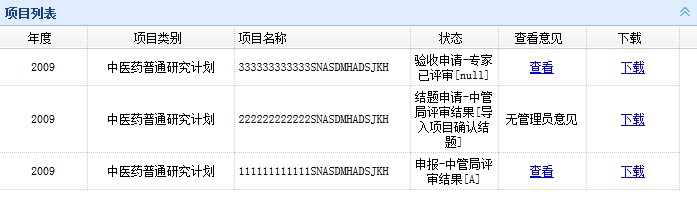 项目列表
年度 项目类别 项目名称 状态 查看意见 下载
2009 中医药普通研究计划 333333333333SNASDMHADSJKH 验收申请-专家
已评审[null] 查看 下载
2009 中医药普通研究计划 222222222222SNASDMHADSJKH 结题申请-中管
局评审结果[导
入项目确认结
题] 无管理员意见 下载
2009 中医药普通研究计划 111111111111SNASDMHADSJKH 申报-中管局评
审结果[A] 查看 下载